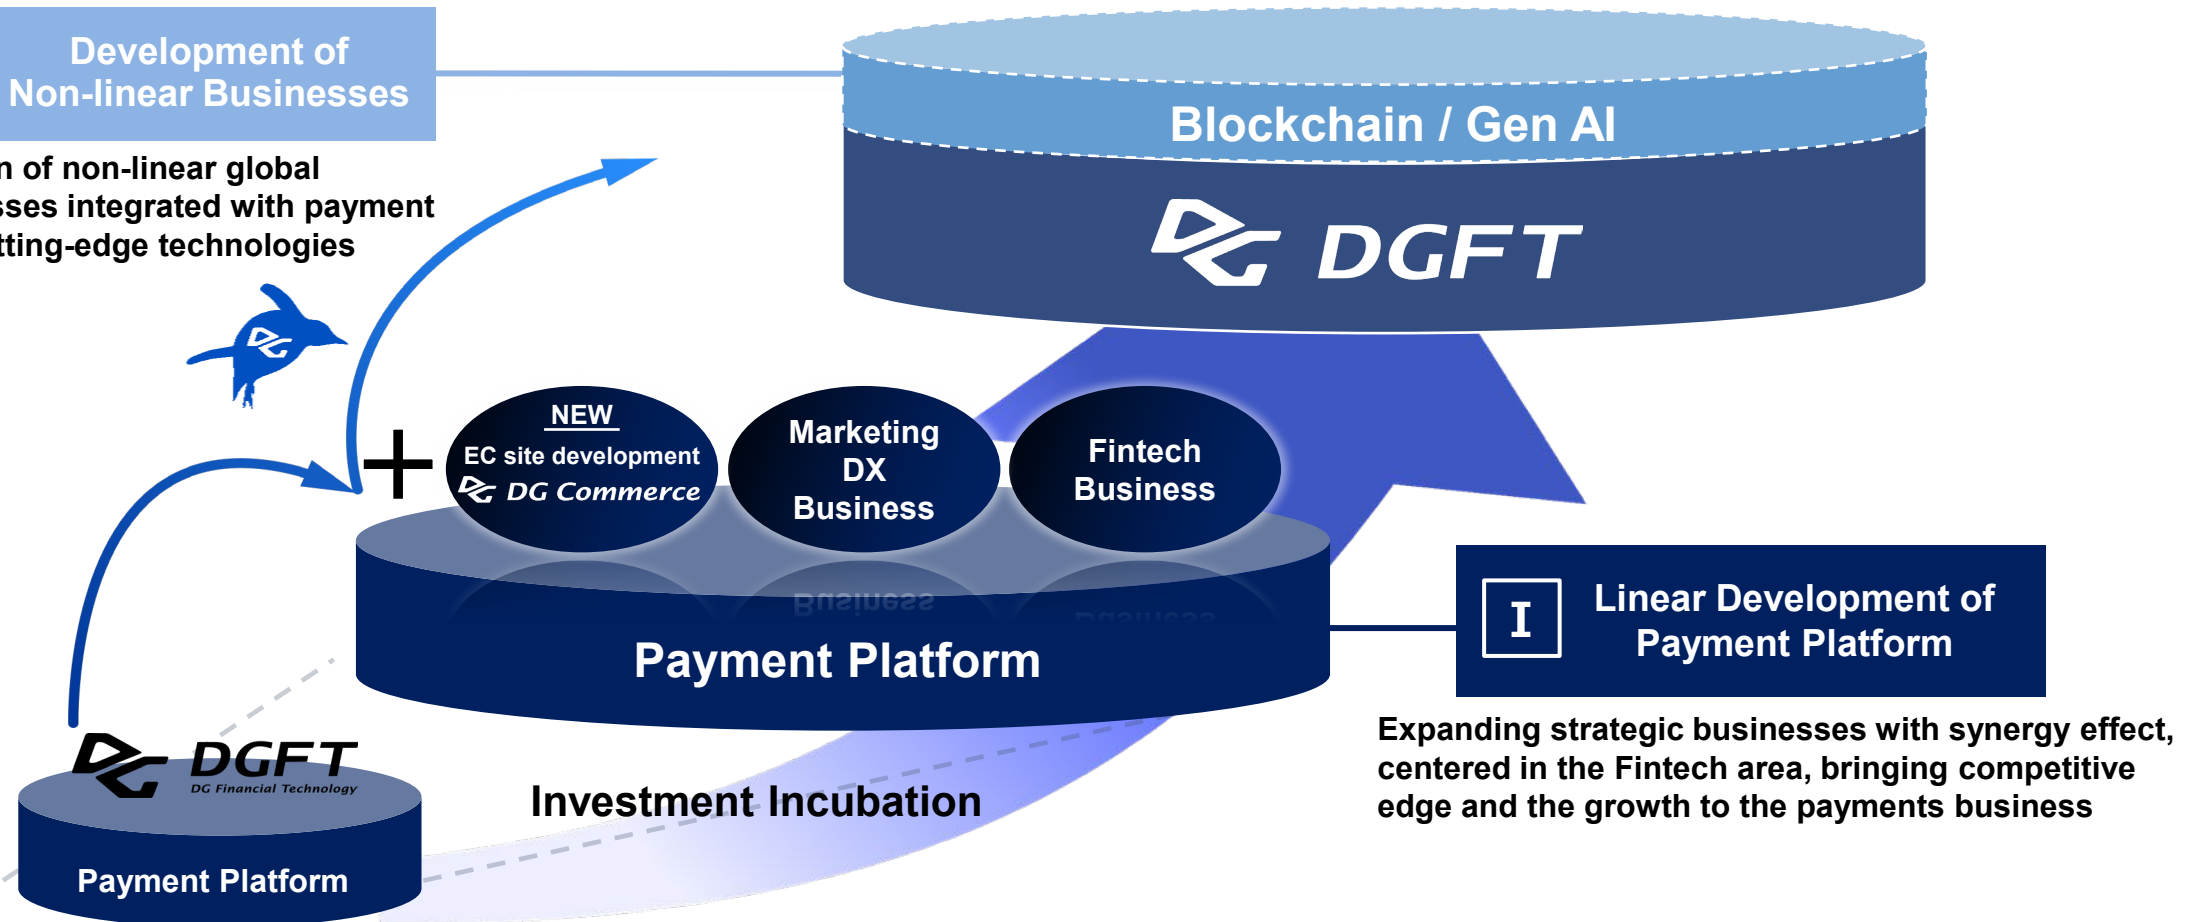 Development of
Non-linear Businesses
of non-linear global
integrated with payment
technologies
Blockchain / Gen AI
DG DGFT
NEW
EC site development
DG DG Commerce
Marketing
DX
Business
Fintech
Business
Payment Platform
I
Linear Development of
Payment Platform
Expanding strategic businesses with synergy effect,
centered in the Fintech area, bringing competitive
edge and the growth to the payments business
DG DGFT
DG Financial Technology
Payment Platform
Investment Incubation